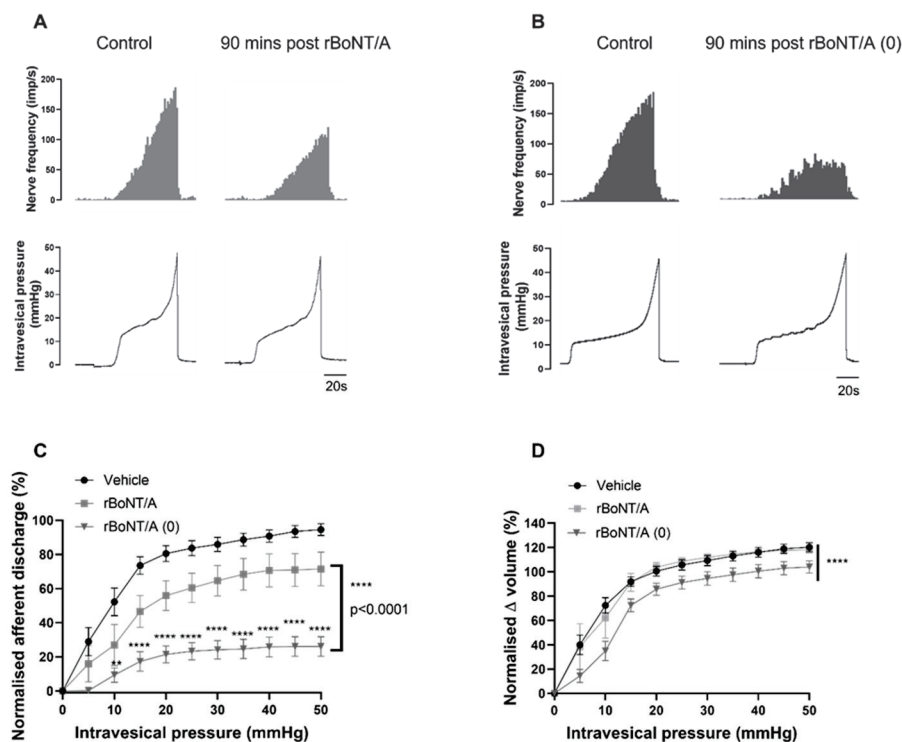 A
Control
90 mins post rBoNT/A
Nerve frequency (imp/s)
200
150
100
50
0
Intravesical pressure
(mmHg)
50
40
30
20
10
0
20s
B
Control
90 mins post rBoNT/A (0)
Nerve frequency (imp/s)
200
150
100
50
0
Intravesical pressure
(mmHg)
50
40
30
20
10
0
20s
C
Vehicle
rBoNT/A
rBoNT/A (0)
Normalised afferent discharge (%)
100
80
60
40
20
0
** **** **** **** **** **** **** **** ****
****
p<0.0001
0 10 20 30 40 50
Intravesical pressure (mmHg)
D
Vehicle
rBoNT/A
rBoNT/A (0)
Normalised Δ volume (%)
140
120
100
80
60
40
20
0
****
0 10 20 30 40 50
Intravesical pressure (mmHg)